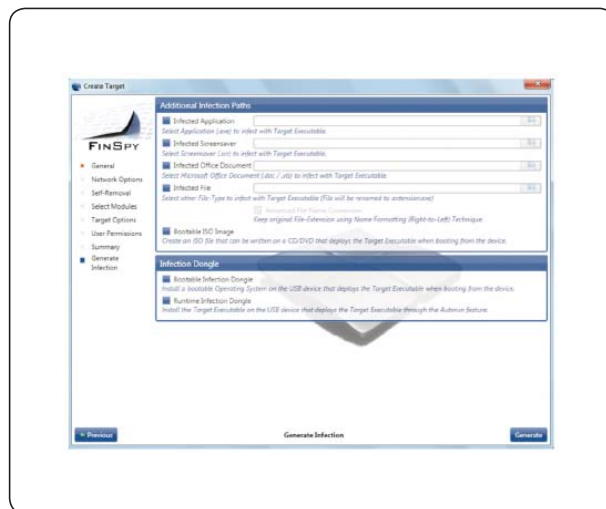 Create Target
Additional Infection Paths
FINSPY
General
Network Options
Self-Removal
Select Modules
Target Options
User Permissions
Summary
Generate Infection
Infected Application
Select Application (.exe) to infect with Target Executable.
Infected Screensaver
Select Screensaver (.scr) to infect with Target Executable.
Infected Office Document
Select Microsoft Office Document (.doc / .xls) to infect with Target Executable.
Infected File
Select other File-Type to infect with Target Executable (File will be renamed to extension.exe)
Advanced File Name Conversion
Keep original File-Extension using Name Formatting (Right-to-Left) Technique
Bootable ISO Image
Create an ISO file that can be written on a CD/DVD that deploys the Target Executable when booting from the device.
Infection Dongle
Bootable Infection Dongle
Install a bootable Operating System on the USB device that deploys the Target Executable when booting from the device.
Runtime Infection Dongle
Install the Target Executable on the USB device that deploys the Target Executable through the Autorun feature.
Previous
Generate Infection
Generate